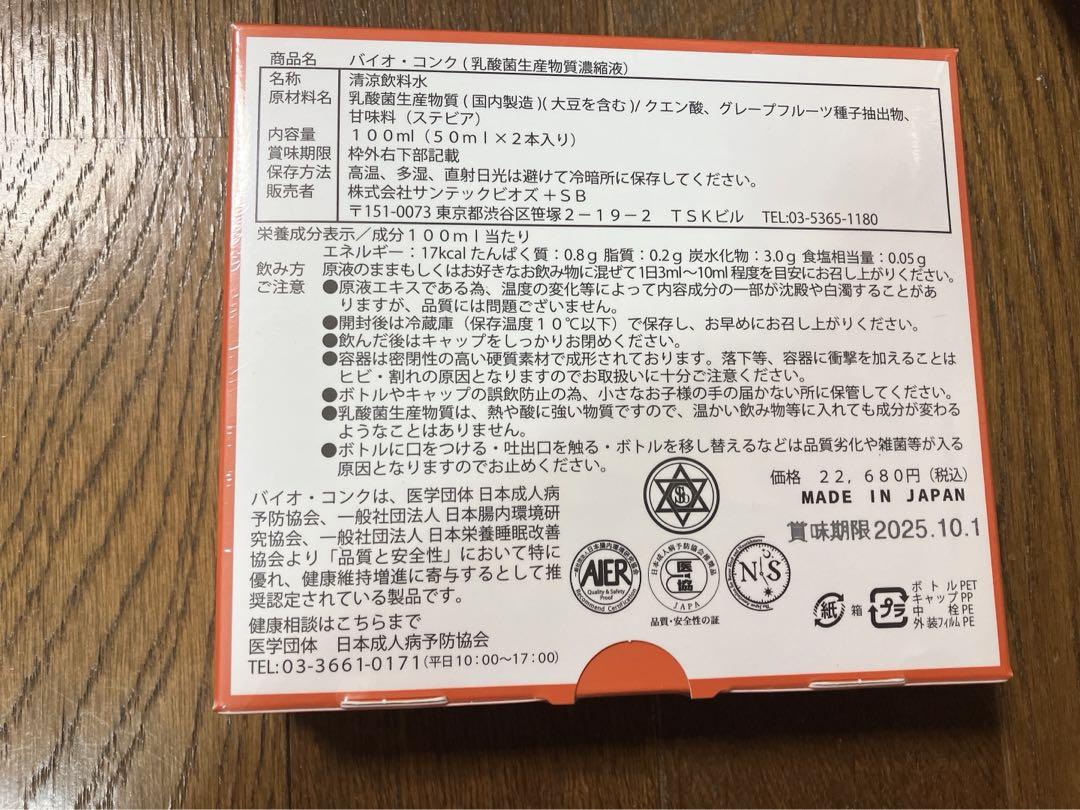 商品名 バイオ・コンク(乳酸菌生産物質濃縮液)
名称 清涼飲料水
原材料名 乳酸菌生産物質(国内製造)(大豆を含む)/クエン酸、グレープフルーツ種子抽出物、
甘味料(ステビア)
内容量 100ml(50ml×2本入り)
賞味期限 枠外右下部記載
保存方法 高温、多湿、直射日光は避けて冷暗所に保存してください。
販売者 株式会社サンテックビオズ+SB
〒151-0073 東京都渋谷区笹塚2-19-2 TSKビル TEL:03-5365-1180
栄養成分表示/成分100ml当たり
エネルギー:17kcal たんぱく質:0.8g 脂質:0.2g 炭水化物:3.0g 食塩相当量:0.05g
飲み方 原液のままもしくはお好きなお飲み物に混ぜて1日3ml~10ml程度を目安にお召し上がりください。
ご注意 ●原液エキスである為、温度の変化等によって内容成分の一部が沈殿や白濁することがあ
りますが、品質には問題ございません。
●開封後は冷蔵庫(保存温度10℃以下)で保存し、お早めにお召し上がりください。
●飲んだ後はキャップをしっかりお閉めください。
●容器は密閉性の高い硬質素材で成形されております。落下等、容器に衝撃を加えることは
ヒビ・割れの原因となりますのでお取扱いに十分ご注意ください。
●ボトルやキャップの誤飲防止の為、小さなお子様の手の届かない所に保管してください。
●乳酸菌生産物質は、熱や酸に強い物質ですので、温かい飲み物等に入れても成分が変わる
ようなことはありません。
●ボトルに口をつける・吐出口を触る・ボトルを移し替えるなどは品質劣化や雑菌等が入る
原因となりますのでお止めください。
価格 22,680円(税込)
MADE IN JAPAN
賞味期限2025.10.1
バイオ・コンクは、医学団体 日本成人病
予防協会、一般社団法人 日本腸内環境研
究協会、一般社団法人 日本栄養睡眠改善
協会より「品質と安全性」において特に
優れ、健康維持増進に寄与するとして推
奨認定されている製品です。
健康相談はこちらまで
医学団体 日本成人病予防協会
TEL:03-3661-0171(平日10:00~17:00)
AIER
Quality & Safety
Proof
Recommend Certification
日本成人病予防協会推奨品
医協
JAPA
品質・安全性の証
N S
紙 箱
プラ
ボトル PET
キャップ PP
中栓 PE
外装フィルム PE